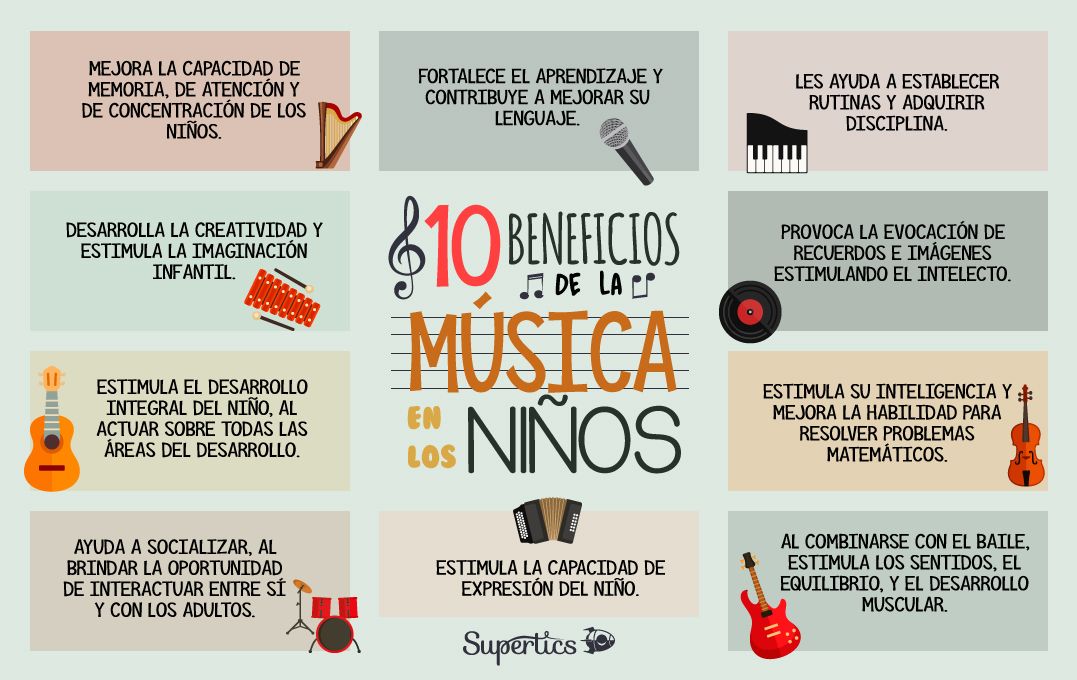 MEJORA LA CAPACIDAD DE
MEMORIA, DE ATENCIÓN Y
DE CONCENTRACIÓN DE LOS
NIÑOS.
FORTALECE EL APRENDIZAJE Y
CONTRIBUYE A MEJORAR SU
LENGUAJE.
LES AYUDA A ESTABLECER
RUTINAS Y ADQUIRIR
DISCIPLINA.
DESARROLLA LA CREATIVIDAD Y
ESTIMULA LA IMAGINACIÓN
INFANTIL.
10 BENEFICIOS
DE LA
MÚSICA
EN LOS NIÑOS
PROVOCA LA EVOCACIÓN DE
RECUERDOS E IMÁGENES
ESTIMULANDO EL INTELECTO.
ESTIMULA EL DESARROLLO
INTEGRAL DEL NIÑO, AL
ACTUAR SOBRE TODAS LAS
ÁREAS DEL DESARROLLO.
ESTIMULA SU INTELIGENCIA Y
MEJORA LA HABILIDAD PARA
RESOLVER PROBLEMAS
MATEMÁTICOS.
AYUDA A SOCIALIZAR, AL
BRINDAR LA OPORTUNIDAD
DE INTERACTUAR ENTRE SÍ
Y CON LOS ADULTOS.
ESTIMULA LA CAPACIDAD DE
EXPRESIÓN DEL NIÑO.
AL COMBINARSE CON EL BAILE,
ESTIMULA LOS SENTIDOS, EL
EQUILIBRIO, Y EL DESARROLLO
MUSCULAR.
Supertics